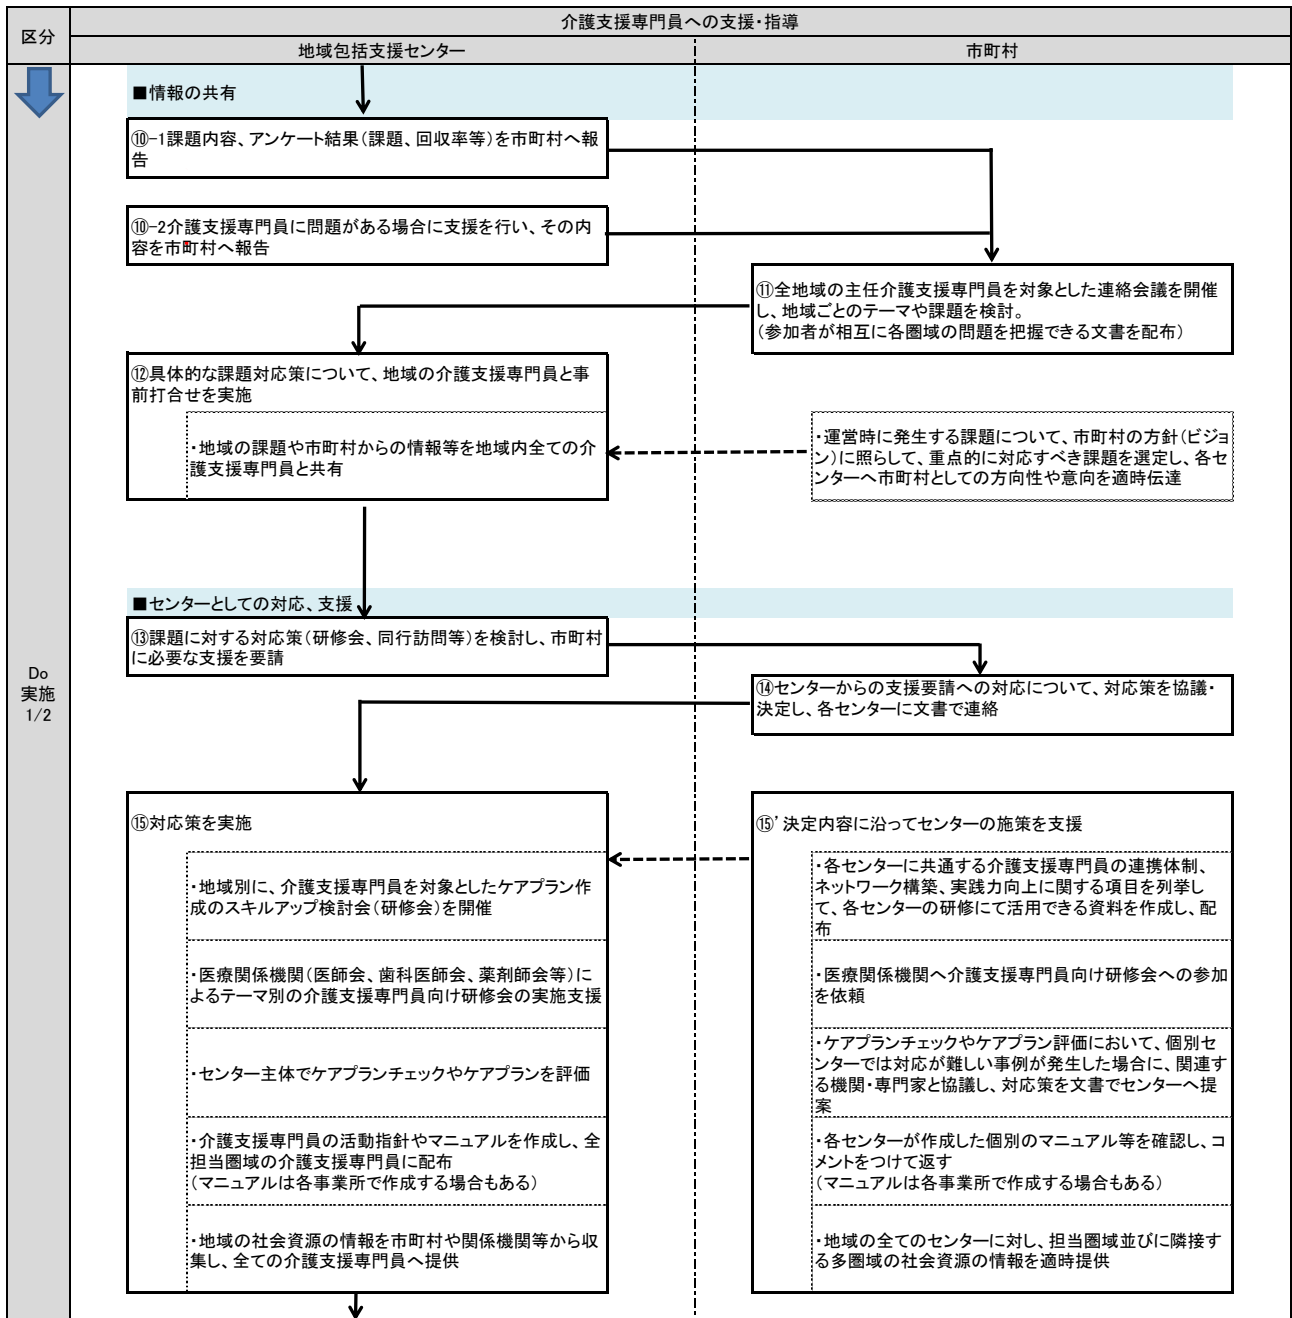 区分
介護支援専門員への支援・指導
地域包括支援センター
市町村
■情報の共有
⑩-1課題内容、アンケート結果(課題、回収率等)を市町村へ報
告
⑩-2介護支援専門員に問題がある場合に支援を行い、その内
容を市町村へ報告
⑪全地域の主任介護支援専門員を対象とした連絡会議を開催
し、地域ごとのテーマや課題を検討。
(参加者が相互に各圏域の問題を把握できる文書を配布)
⑫具体的な課題対応策について、地域の介護支援専門員と事
前打合せを実施
・地域の課題や市町村からの情報等を地域内全ての介
護支援専門員と共有
・運営時に発生する課題について、市町村の方針(ビジョ
ン)に照らして、重点的に対応すべき課題を選定し、各セ
ンターへ市町村としての方向性や意向を適時伝達
■センターとしての対応、支援
⑬課題に対する対応策(研修会、同行訪問等)を検討し、市町村
に必要な支援を要請
Do
実施
1/2
⑭センターからの支援要請への対応について、対応策を協議・
決定し、各センターに文書で連絡
⑮対応策を実施
・地域別に、介護支援専門員を対象としたケアプラン作
成のスキルアップ検討会(研修会)を開催
・医療関係機関(医師会、歯科医師会、薬剤師会等)に
よるテーマ別の介護支援専門員向け研修会の実施支援
・センター主体でケアプランチェックやケアプランを評価
・介護支援専門員の活動指針やマニュアルを作成し、全
担当圏域の介護支援専門員に配布
(マニュアルは各事業所で作成する場合もある)
・地域の社会資源の情報を市町村や関係機関等から収
集し、全ての介護支援専門員へ提供
⑮'決定内容に沿ってセンターの施策を支援
・各センターに共通する介護支援専門員の連携体制、
ネットワーク構築、実践力向上に関する項目を列挙し
て、各センターの研修にて活用できる資料を作成し、配
布
・医療関係機関へ介護支援専門員向け研修会への参加
を依頼
・ケアプランチェックやケアプラン評価において、個別セ
ンターでは対応が難しい事例が発生した場合に、関連す
る機関・専門家と協議し、対応策を文書でセンターへ提
案
・各センターが作成した個別のマニュアル等を確認し、コ
メントをつけて返す
(マニュアルは各事業所で作成する場合もある)
・地域の全てのセンターに対し、担当圏域並びに隣接す
る多圏域の社会資源の情報を適時提供